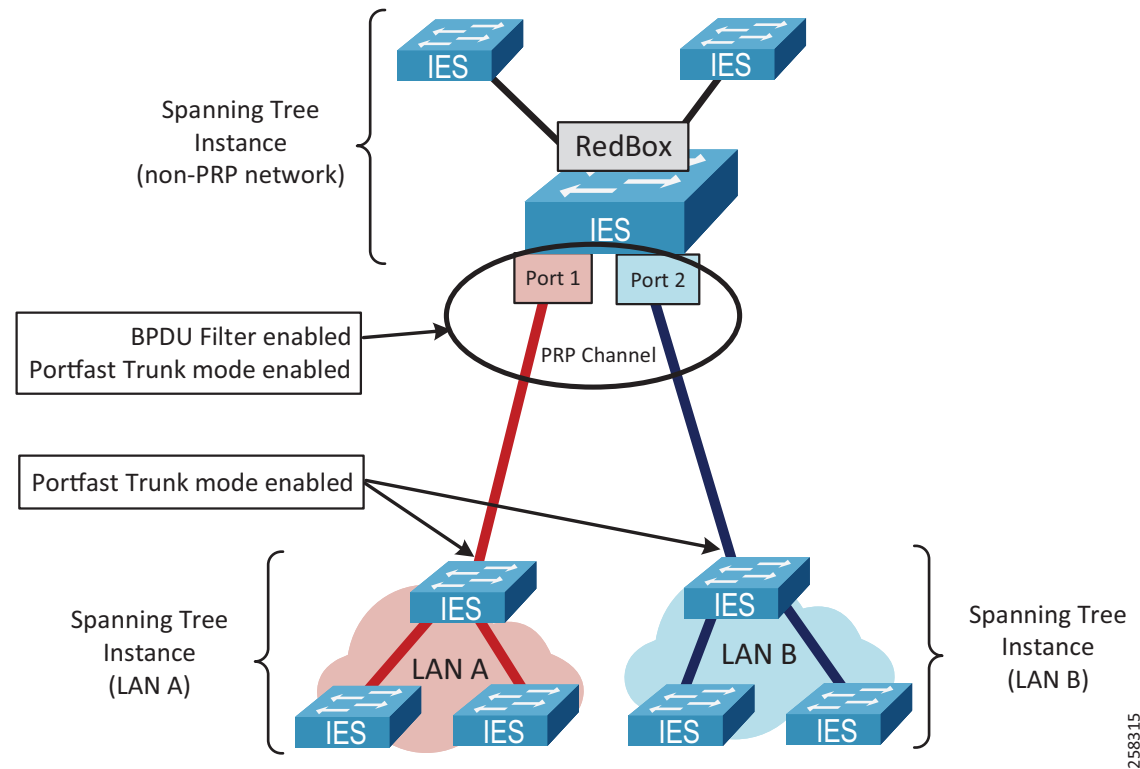 IES
IES
Spanning Tree
Instance
(non-PRP network)
RedBox
IES
Port 1
Port 2
PRP Channel
BPDU Filter enabled
Portfast Trunk mode enabled
Portfast Trunk mode enabled
IES
IES
Spanning Tree
Instance
(LAN A)
LAN A
LAN B
Spanning Tree
Instance
(LAN B)
IES
IES
IES
IES
258315